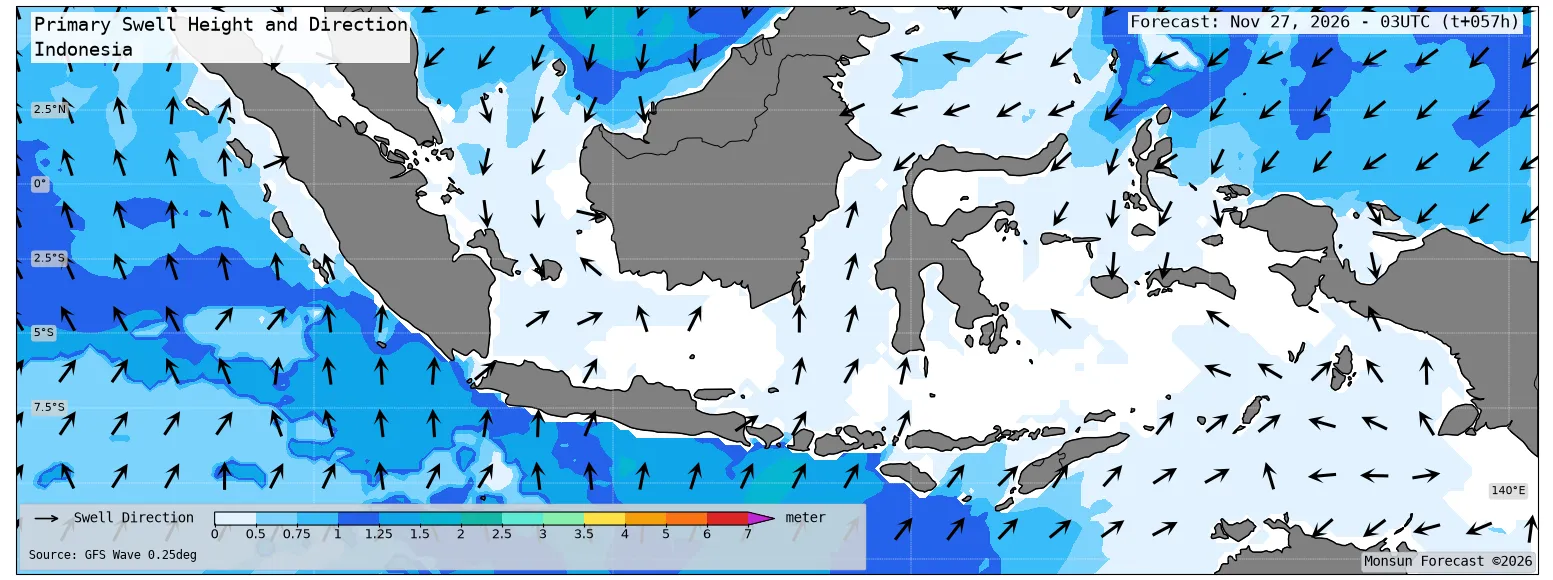 Primary Swell Height and Direction
Indonesia
Forecast: Nov 27, 2026 - 03UTC (t+057h)
2.5°N
0°
2.5°S
5°S
7.5°S
140°E
Swell Direction
0 0.5 0.75 1 1.25 1.5 2 2.5 3 3.5 4 5 6 7
meter
Source: GFS Wave 0.25deg
Monsun Forecast ©2026